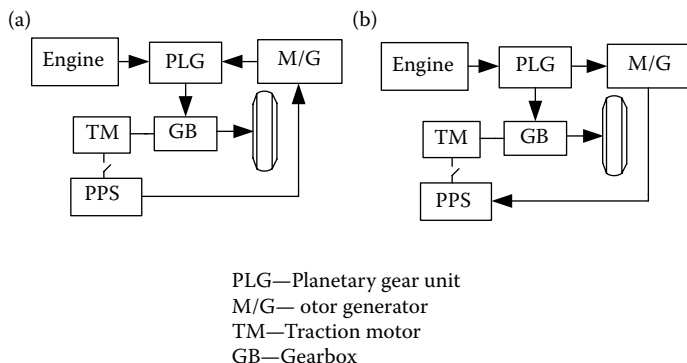 (a)
Engine
PLG
M/G
TM
GB
PPS
(b)
Engine
PLG
M/G
TM
GB
PPS
PLG—Planetary gear unit
M/G— otor generator
TM—Traction motor
GB—Gearbox